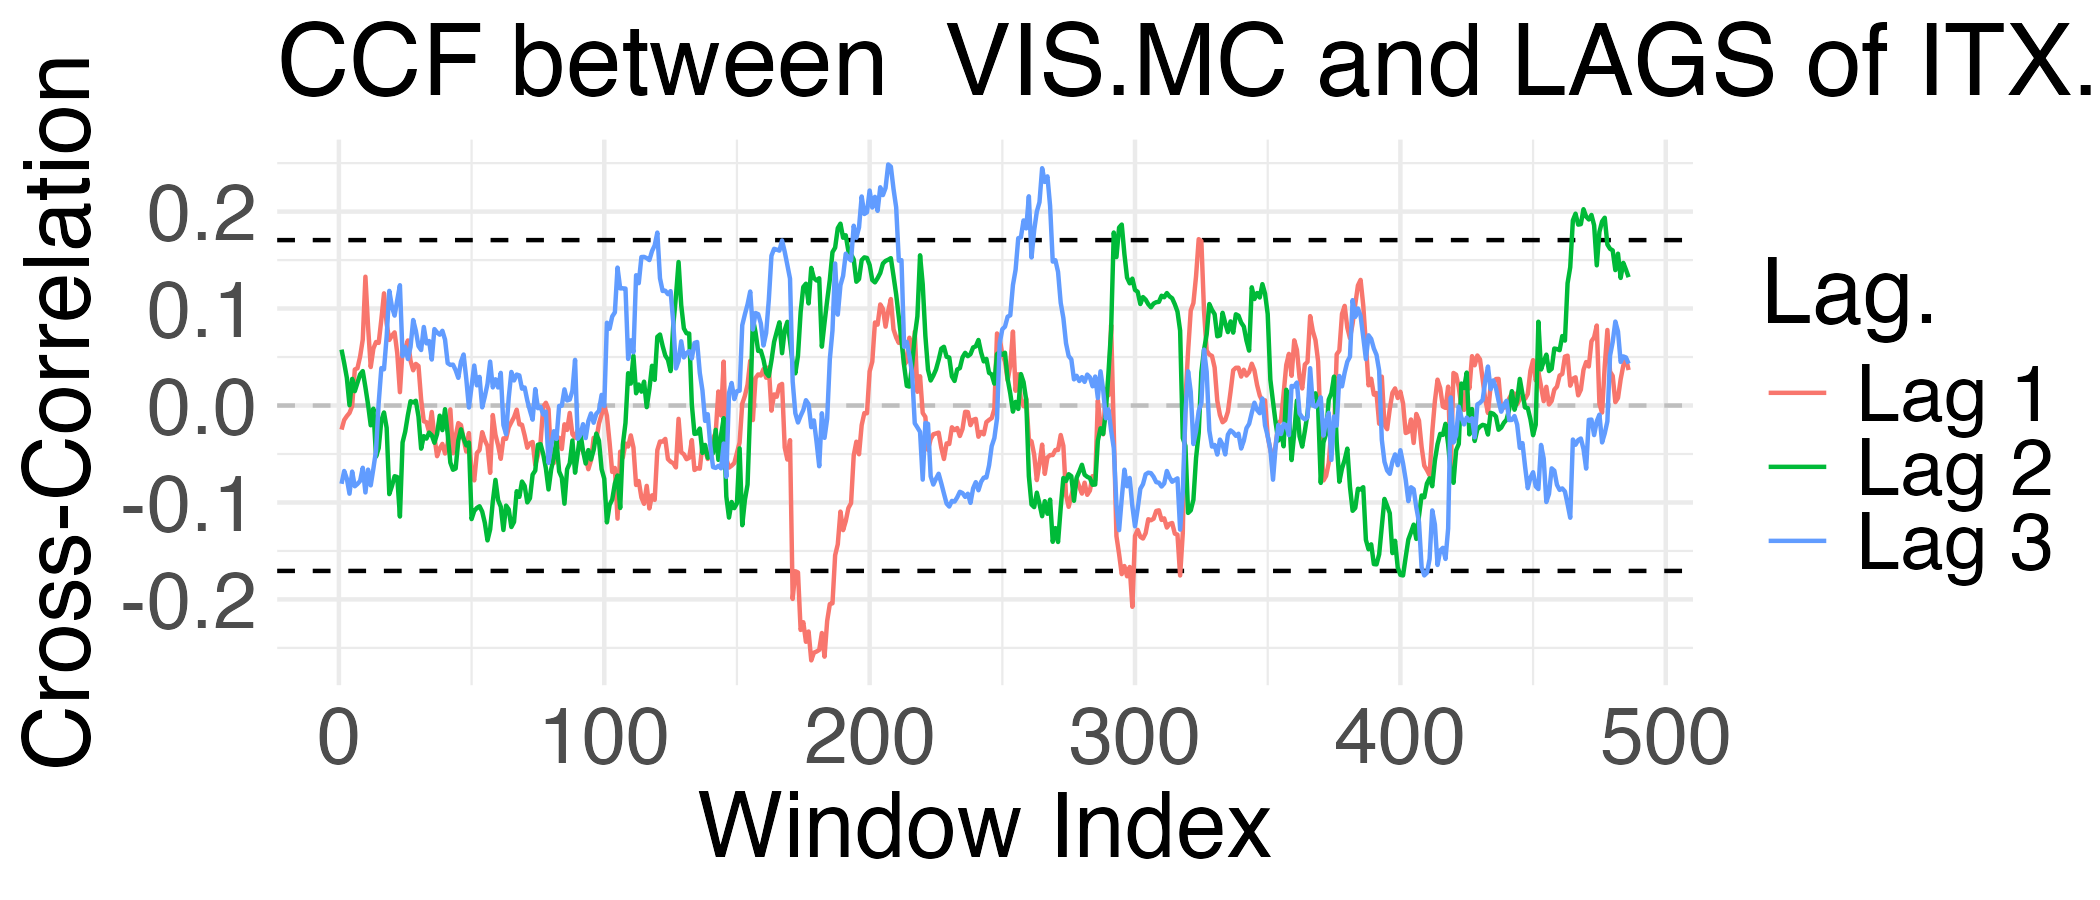 CCF between  VIS.MC and LAGS of ITX.
Cross-Correlation
0.2
0.1
0.0
-0.1
-0.2
0 100 200 300 400 500
Window Index
Lag.
Lag 1
Lag 2
Lag 3